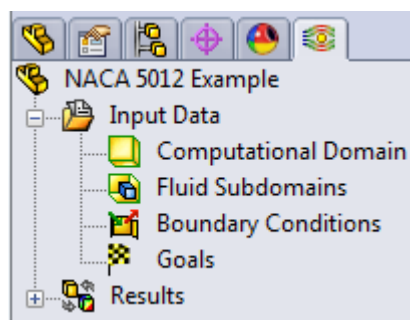 NACA 5012 Example
Input Data
Computational Domain
Fluid Subdomains
Boundary Conditions
Goals
Results